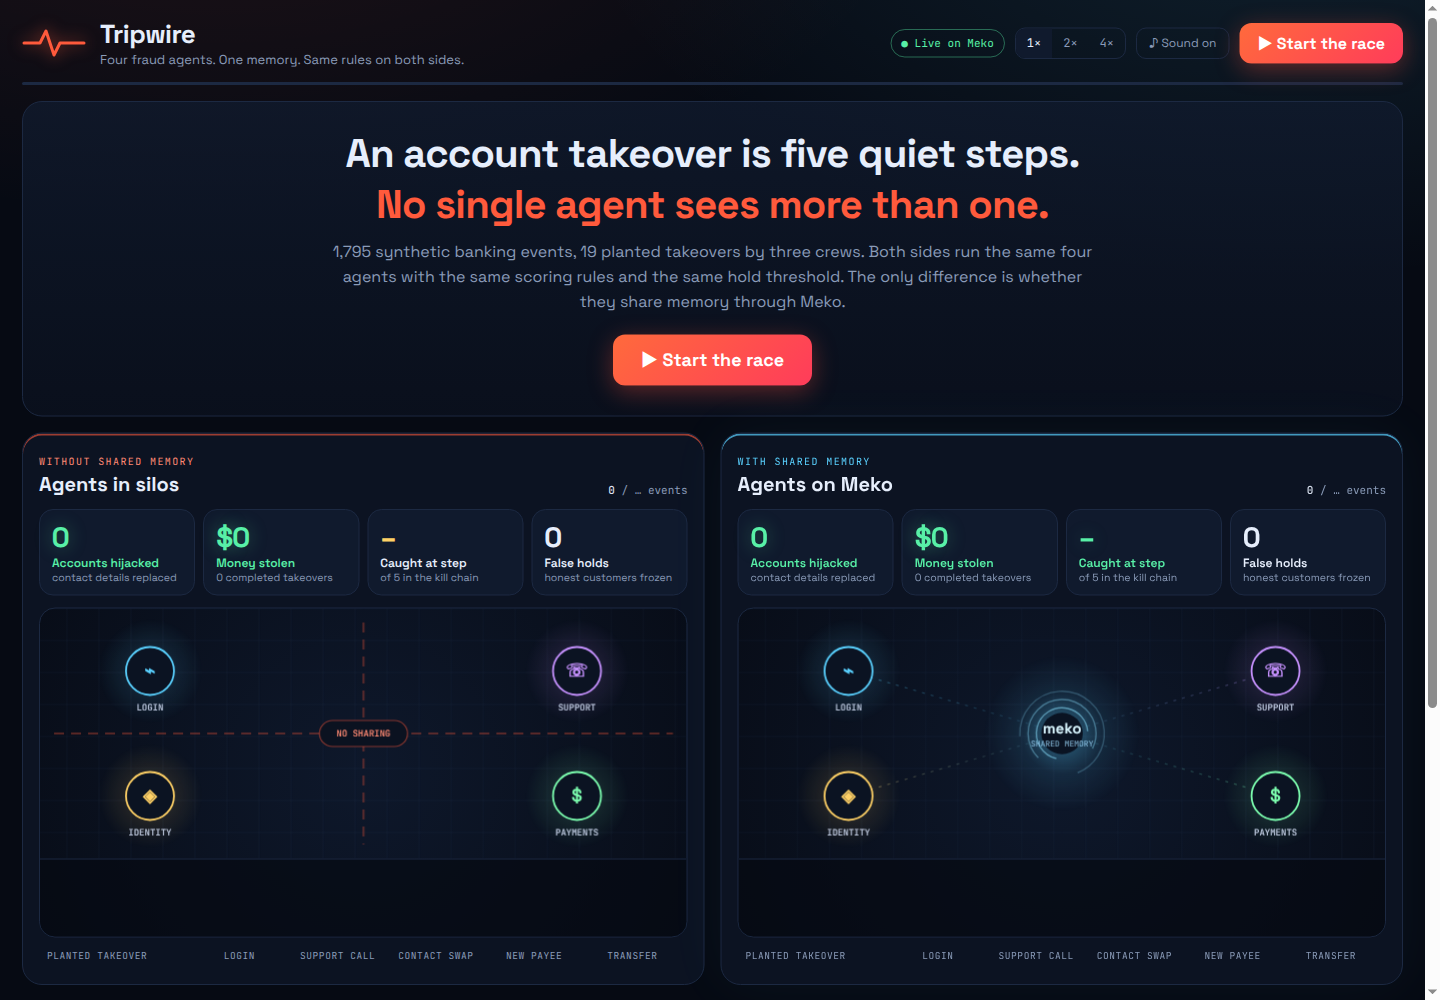 Tripwire
Four fraud agents. One memory. Same rules on both sides.
● Live on Meko
1×
2×
4×
♪ Sound on
▶ Start the race
An account takeover is five quiet steps.
No single agent sees more than one.
1,795 synthetic banking events, 19 planted takeovers by three crews. Both sides run the same four
agents with the same scoring rules and the same hold threshold. The only difference is whether
they share memory through Meko.
▶ Start the race
WITHOUT SHARED MEMORY
Agents in silos
0 / … events
0
Accounts hijacked
contact details replaced
$0
Money stolen
0 completed takeovers
–
Caught at step
of 5 in the kill chain
0
False holds
honest customers frozen
LOGIN
SUPPORT
NO SHARING
IDENTITY
$
PAYMENTS
PLANTED TAKEOVER
LOGIN
SUPPORT CALL
CONTACT SWAP
NEW PAYEE
TRANSFER
WITH SHARED MEMORY
Agents on Meko
0 / … events
0
Accounts hijacked
contact details replaced
$0
Money stolen
0 completed takeovers
–
Caught at step
of 5 in the kill chain
0
False holds
honest customers frozen
LOGIN
SUPPORT
meko
SHARED MEMORY
IDENTITY
$
PAYMENTS
PLANTED TAKEOVER
LOGIN
SUPPORT CALL
CONTACT SWAP
NEW PAYEE
TRANSFER